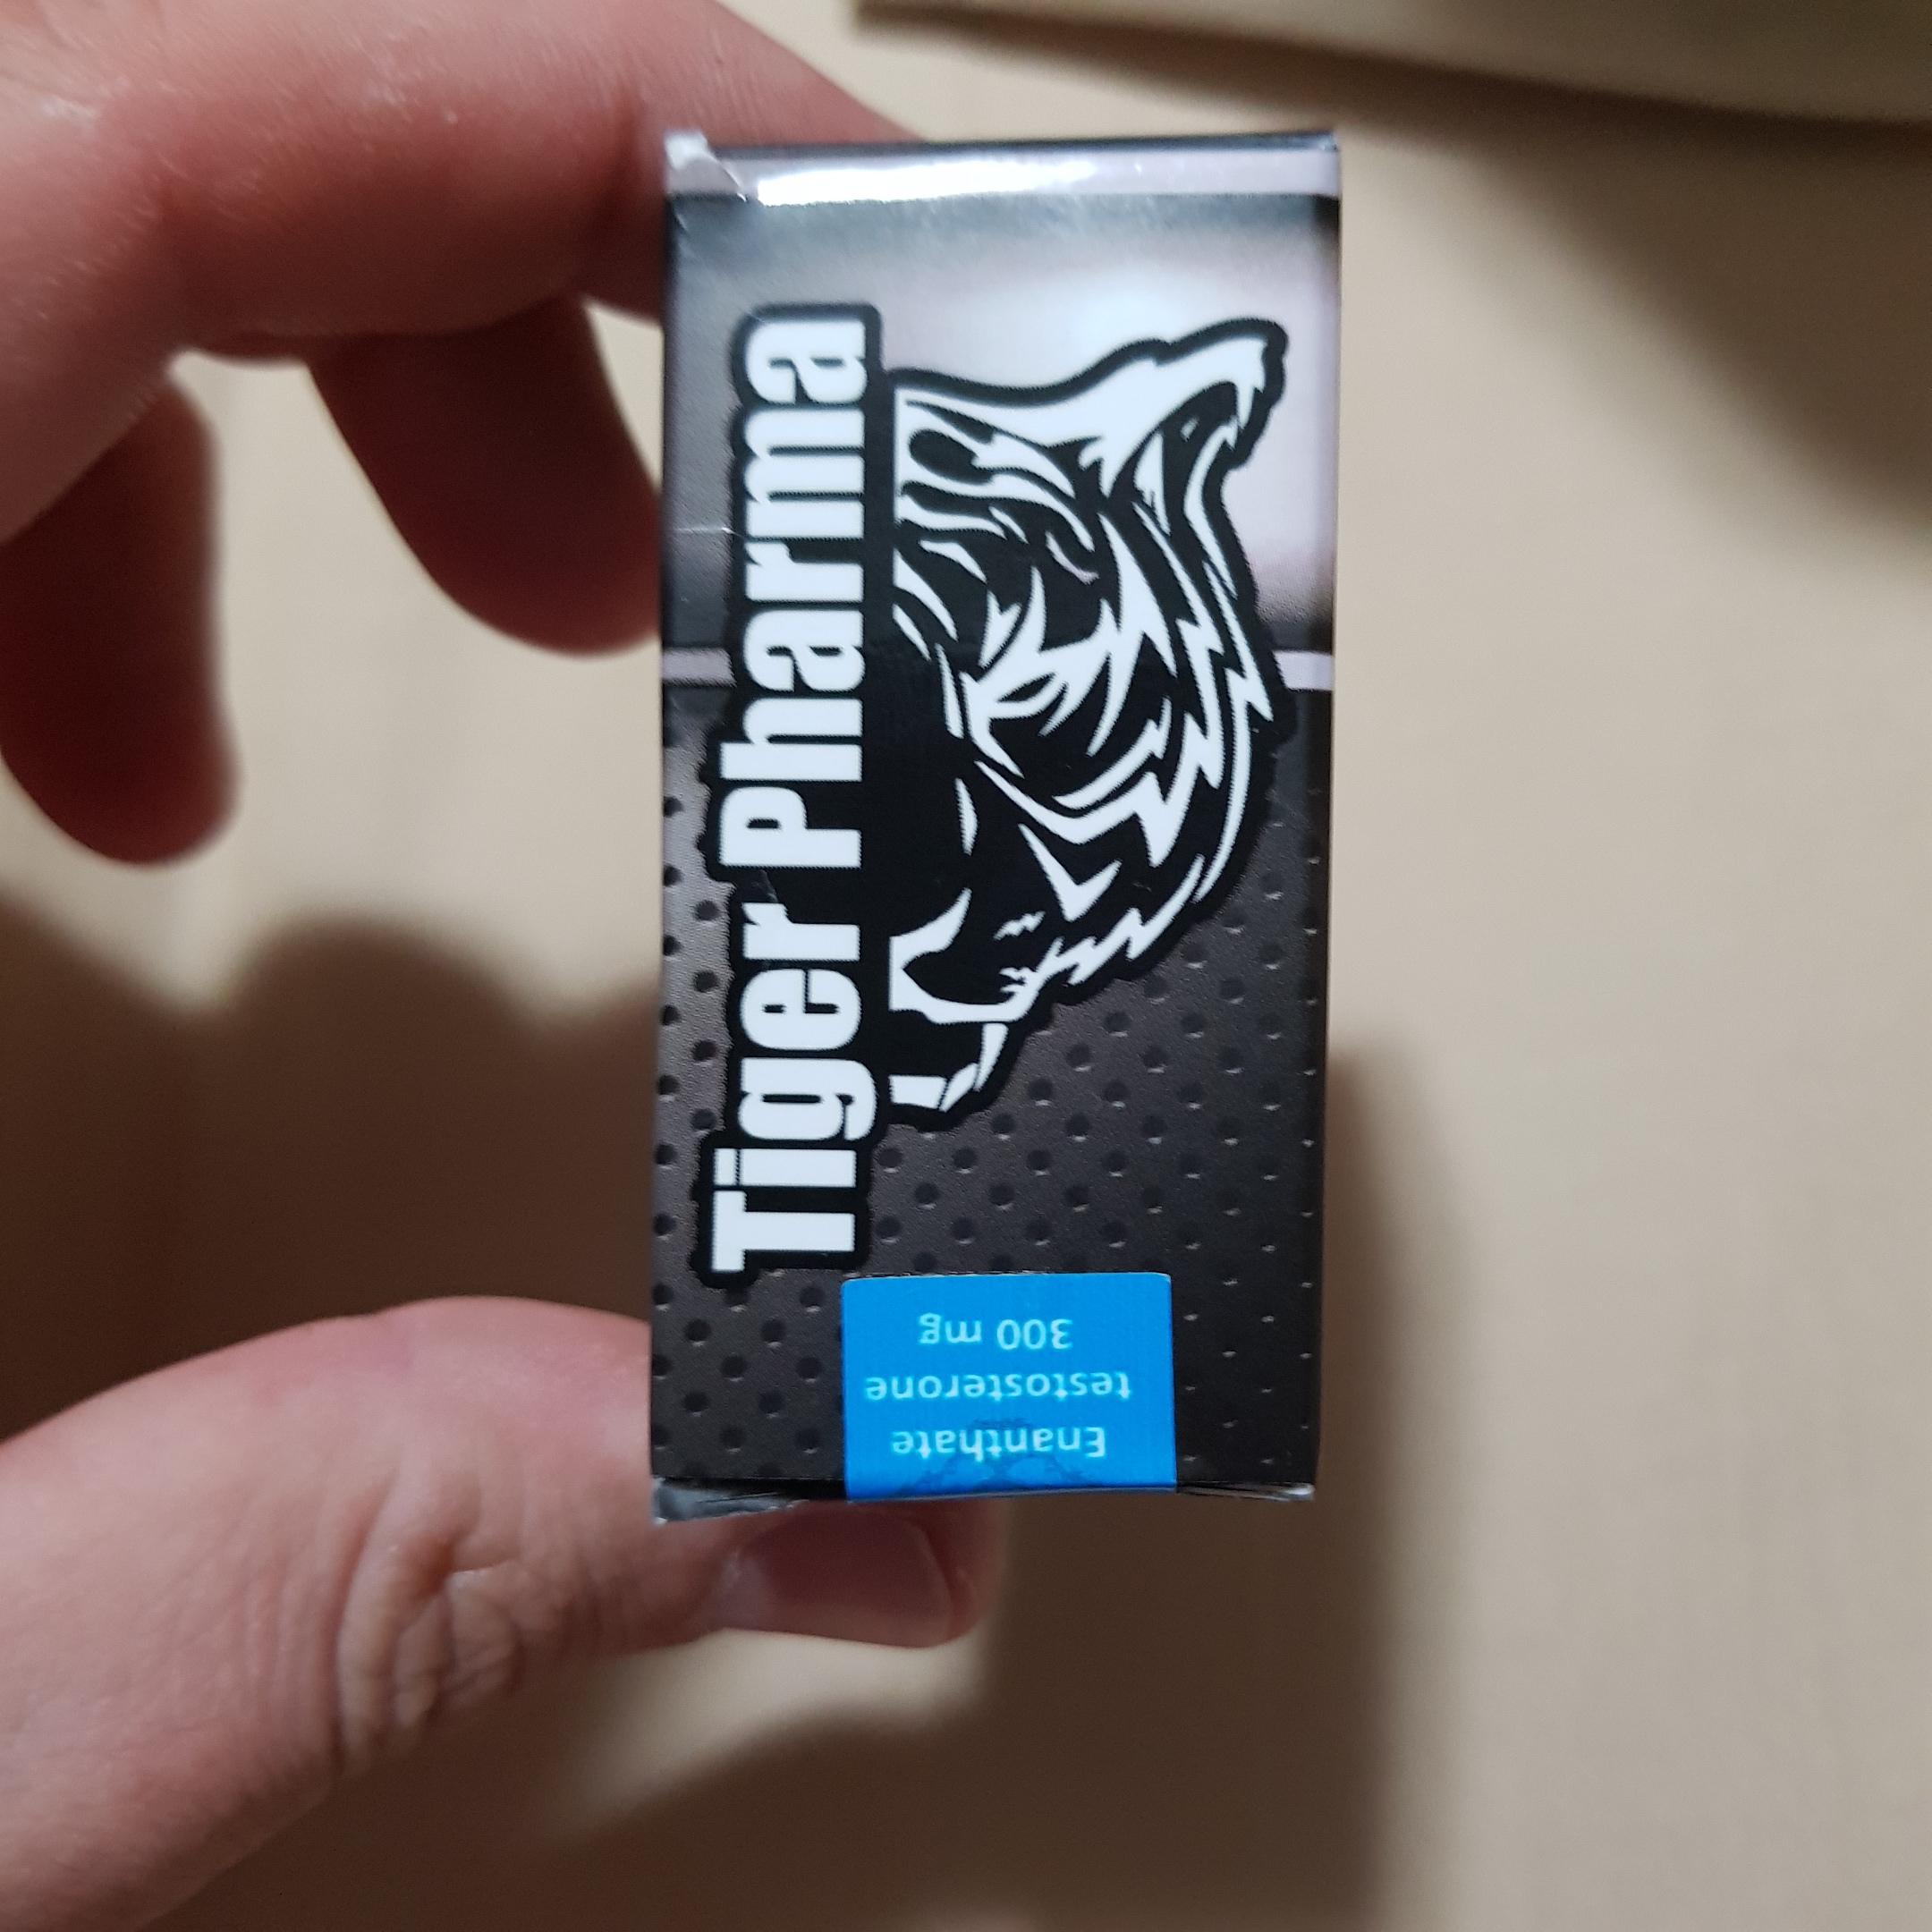 Tiger Pharma
Enanthate
testosterone
300 mg